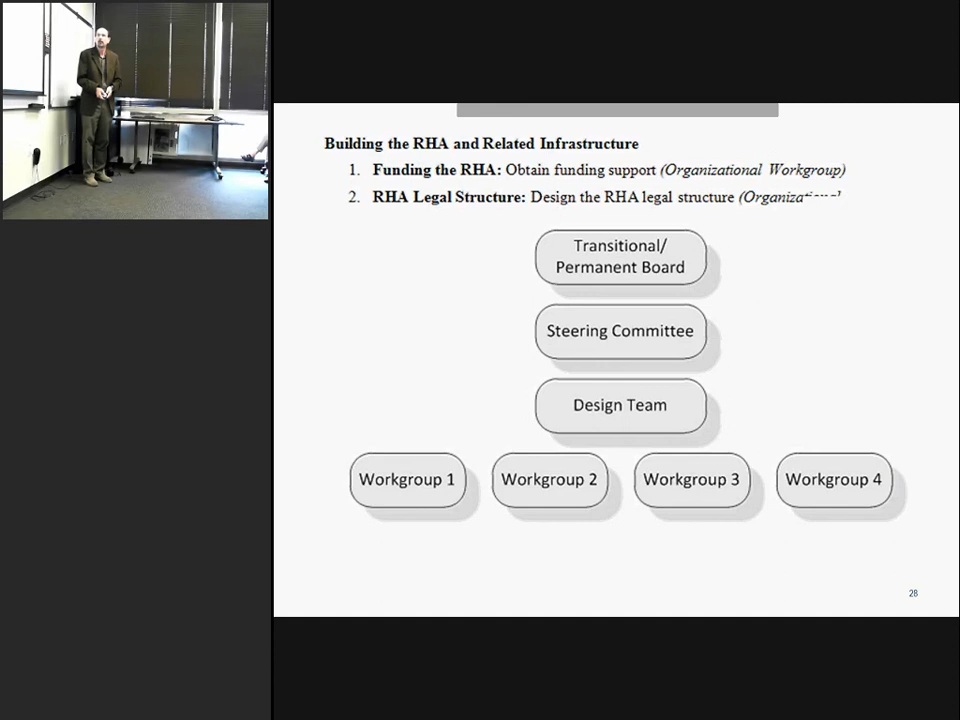 Building the RHA and Related Infrastructure
1. Funding the RHA: Obtain funding support (Organizational Workgroup)
2. RHA Legal Structure: Design the RHA legal structure
Transitional/
Permanent Board
Steering Committee
Design Team
Workgroup 1 Workgroup 2 Workgroup 3 Workgroup 4
28